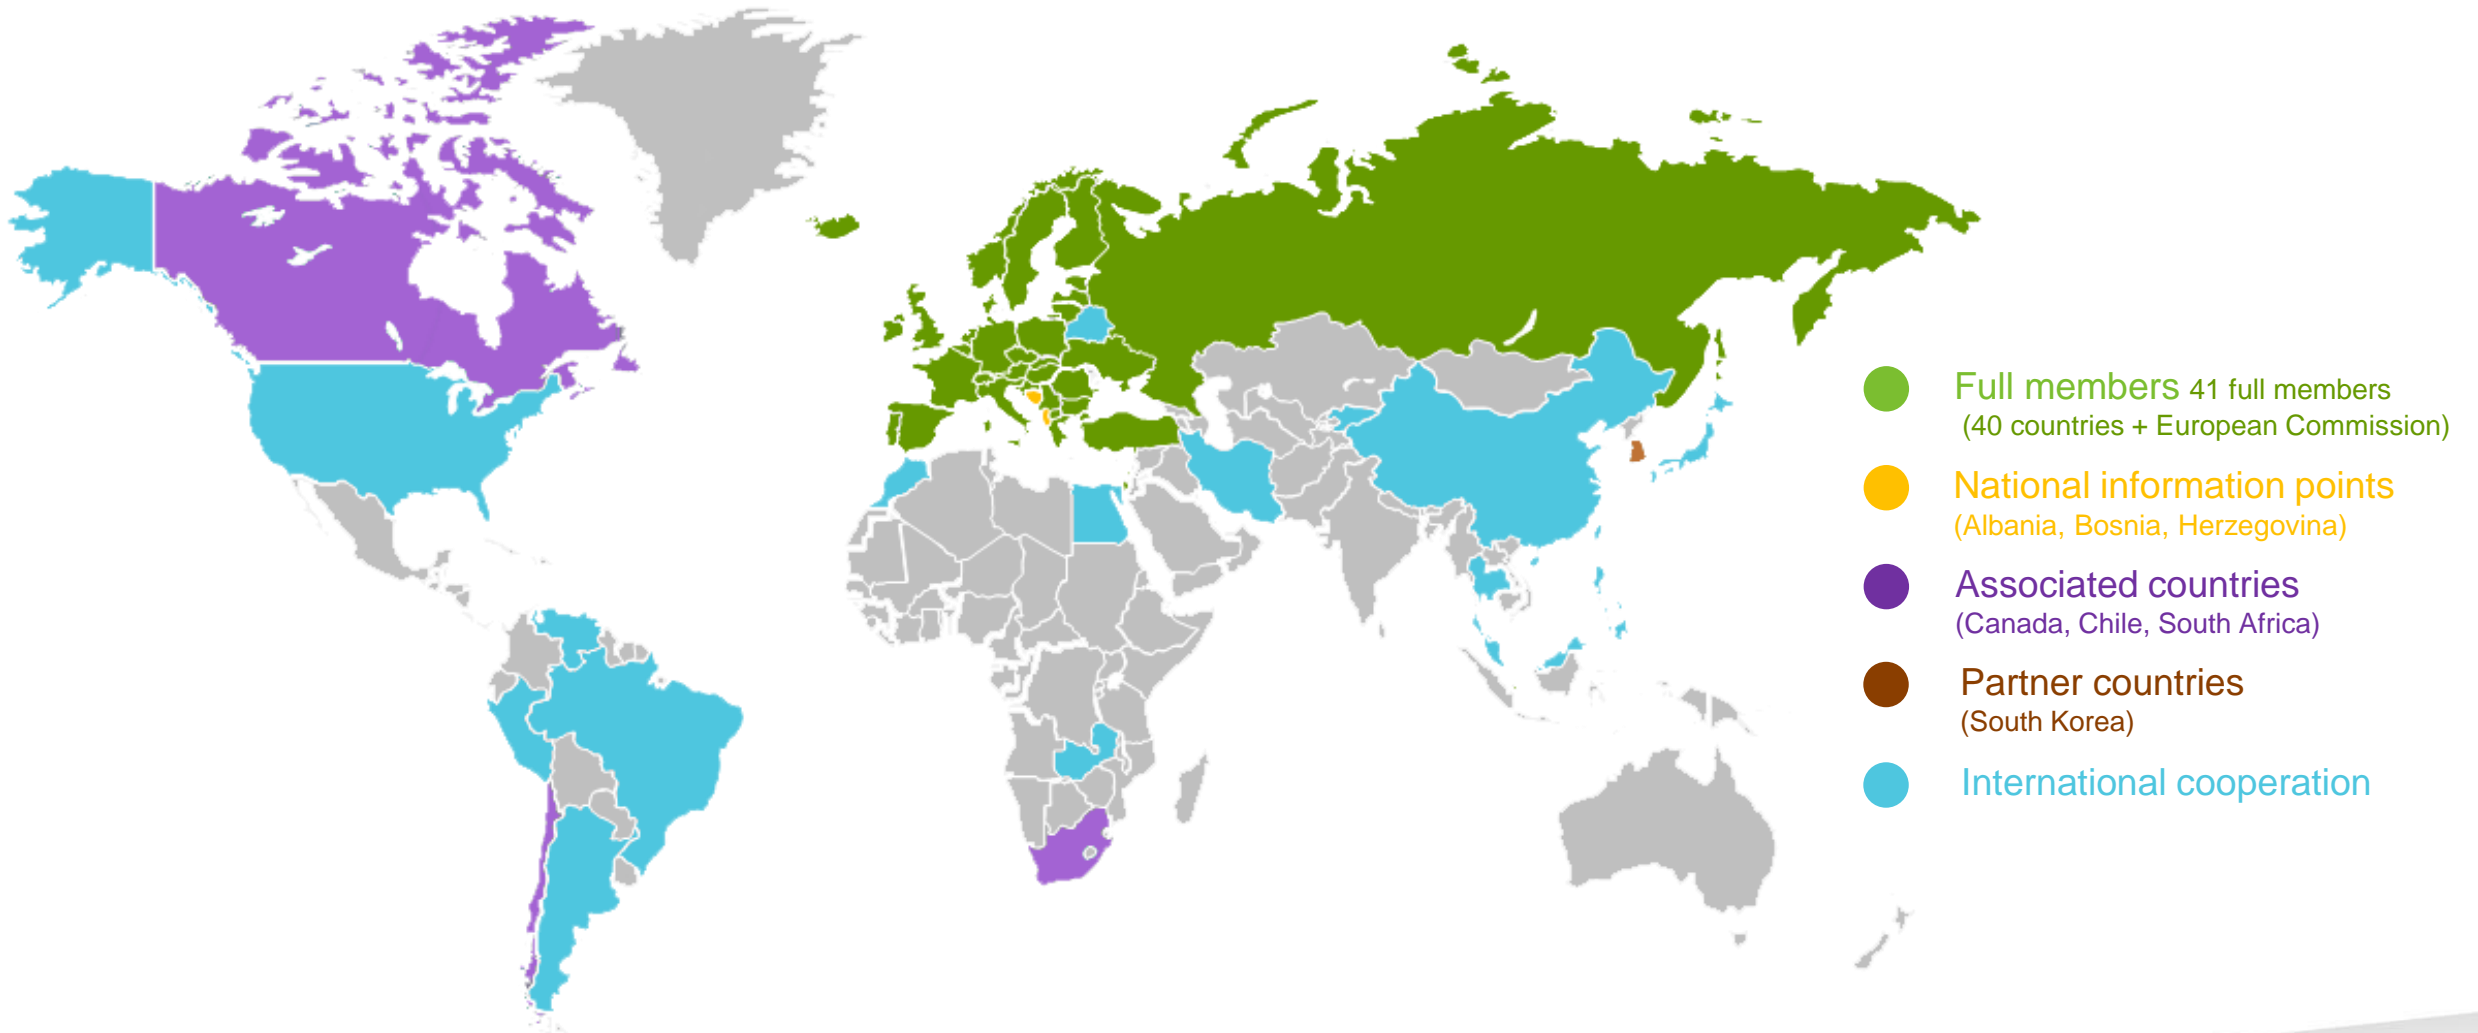 Full members 41 full members
(40 countries + European Commission)
National information points
(Albania, Bosnia, Herzegovina)
Associated countries
(Canada, Chile, South Africa)
Partner countries
(South Korea)
International cooperation